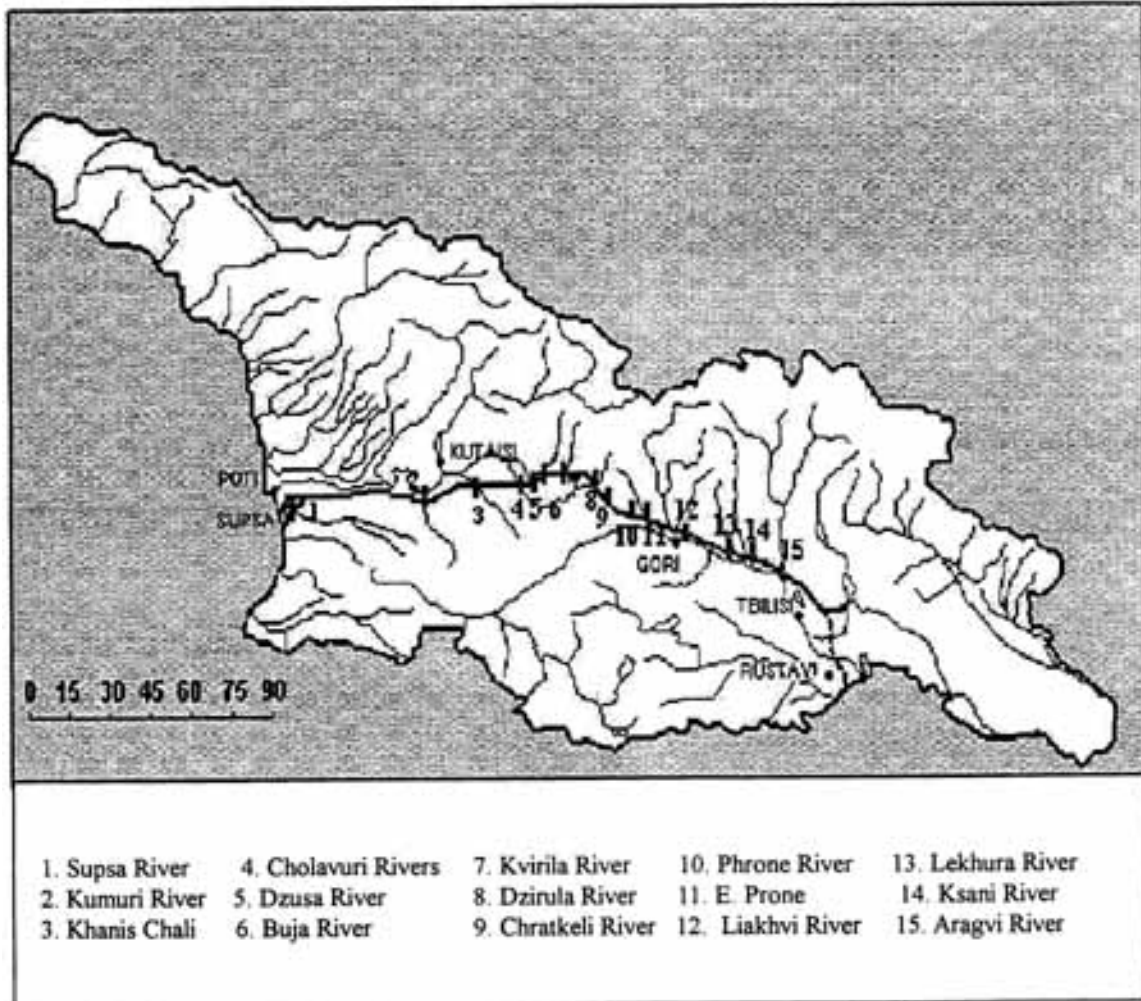 KUTAISI
POTI
SUPSA
1
2
3
4
5
6
8
9
10
11
12
13
14
15
GORI
TBILISI
RUSTAVI
0 15 30 45 60 75 90
1. Supsa River 4. Cholavuri Rivers 7. Kvirila River 10. Phrone River 13. Lekhura River
2. Kumuri River 5. Dzusa River 8. Dzirula River 11. E. Prone 14. Ksani River
3. Khanis Chali 6. Buja River 9. Chratkeli River 12. Liakhvi River 15. Aragvi River